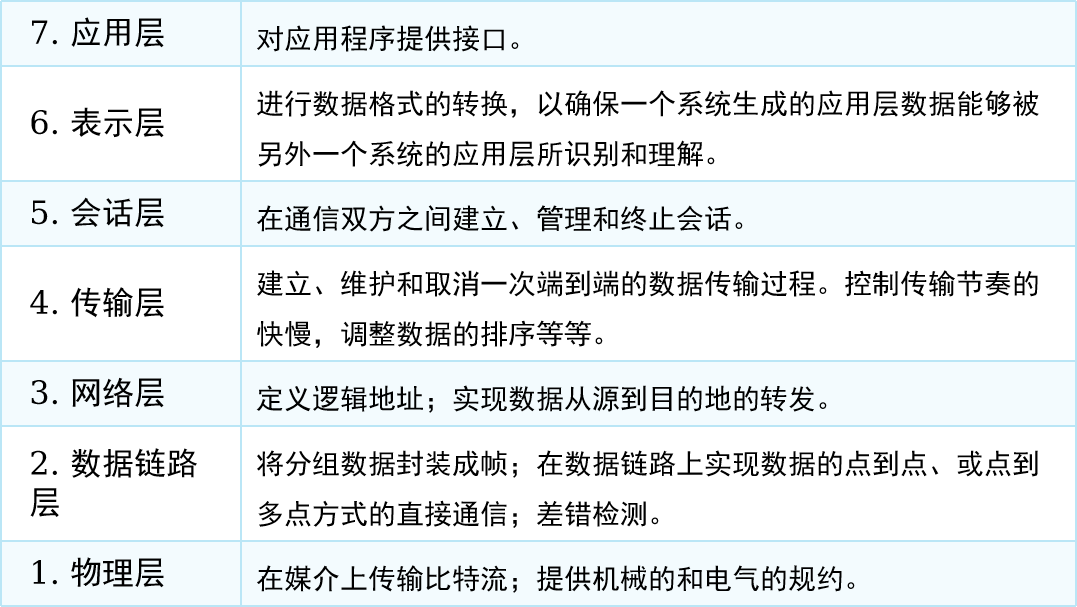 7. 应用层
对应用程序提供接口。
6. 表示层
进行数据格式的转换，以确保一个系统生成的应用层数据能够被
另外一个系统的应用层所识别和理解。
5. 会话层
在通信双方之间建立、管理和终止会话。
4. 传输层
建立、维护和取消一次端到端的数据传输过程。控制传输节奏的
快慢，调整数据的排序等等。
3. 网络层
定义逻辑地址；实现数据从源到目的地的转发。
2. 数据链路
层
将分组数据封装成帧；在数据链路上实现数据的点到点、或点到
多点方式的直接通信；差错检测。
1. 物理层
在媒介上传输比特流；提供机械的和电气的规约。